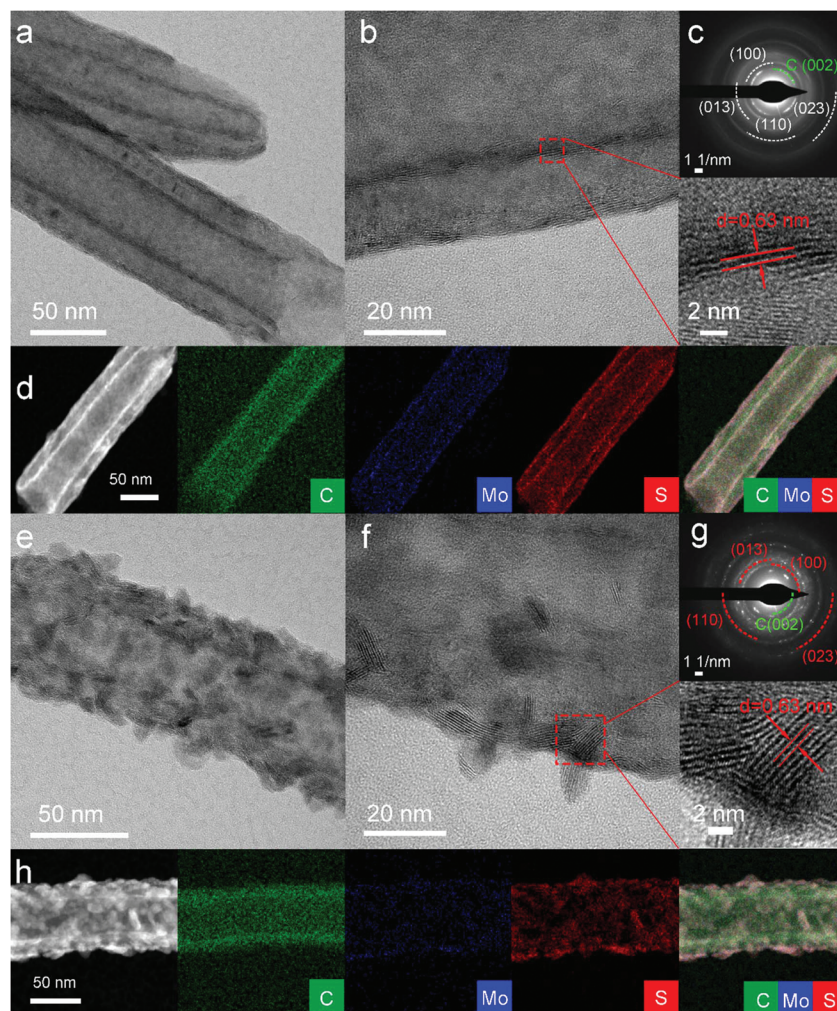 a
50 nm
b
20 nm
c
(100)
C (002)
(013)
(023)
(110)
1 1/nm
d=0.63 nm
2 nm
d
50 nm
C
Mo
S
C Mo S
e
50 nm
f
20 nm
g
(013)
(100)
(110)
C(002)
(023)
1 1/nm
d=0.63 nm
2 nm
h
50 nm
C
Mo
S
C Mo S